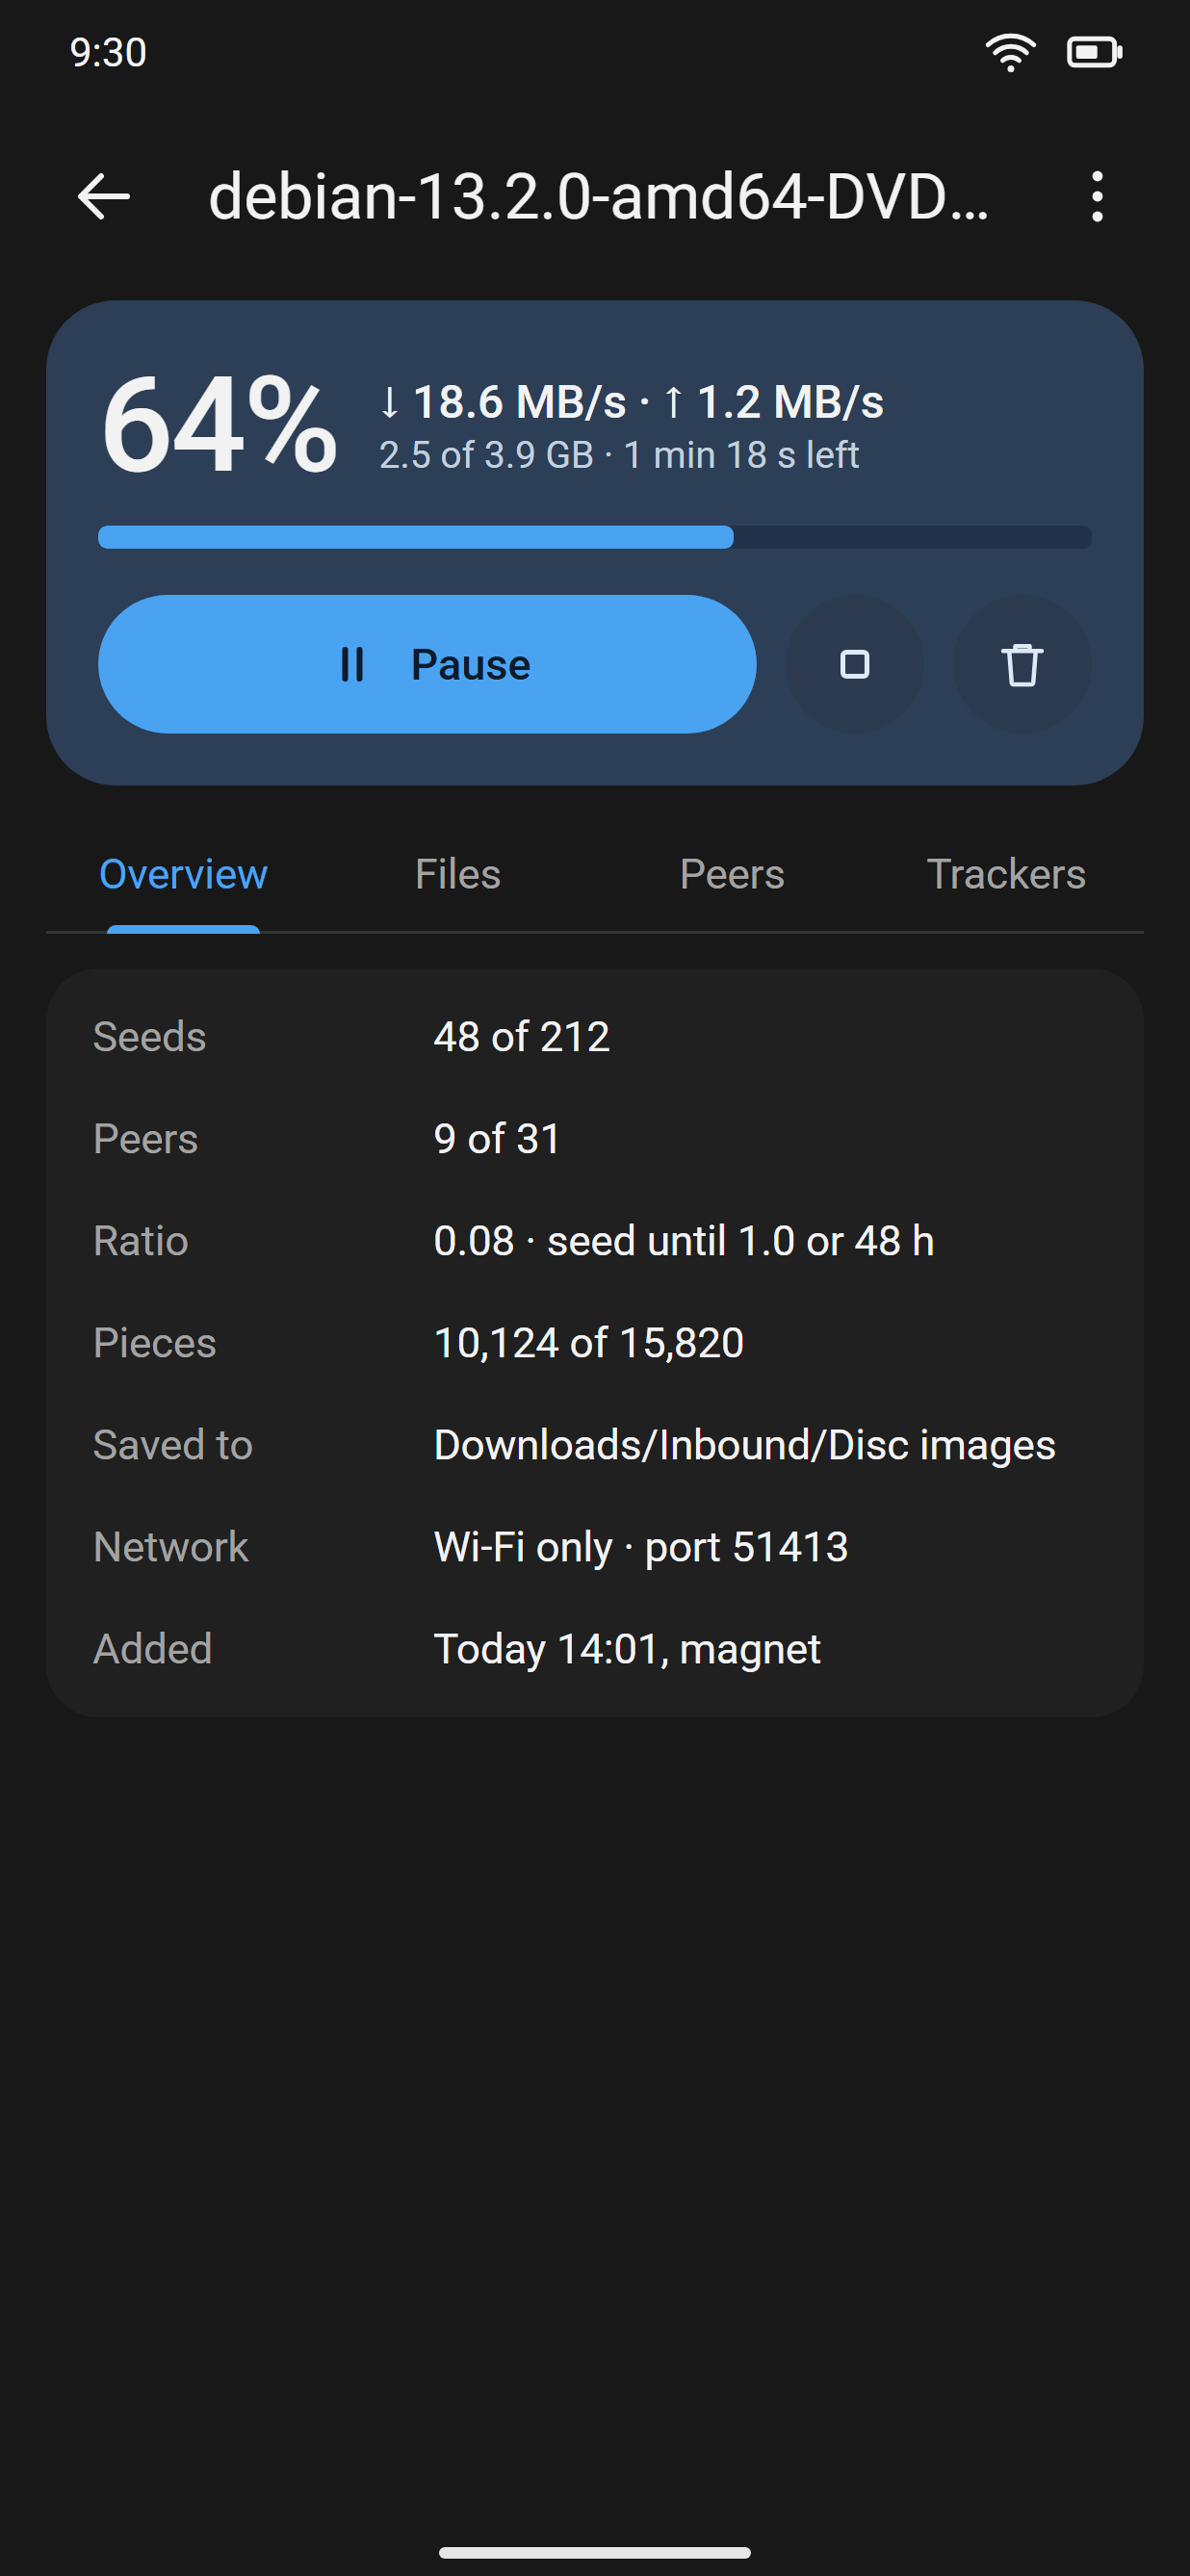 9:30
debian-13.2.0-amd64-DVD…
64%
↓ 18.6 MB/s · ↑ 1.2 MB/s
2.5 of 3.9 GB · 1 min 18 s left
Pause
Overview Files Peers Trackers
Seeds 48 of 212
Peers 9 of 31
Ratio 0.08 · seed until 1.0 or 48 h
Pieces 10,124 of 15,820
Saved to Downloads/Inbound/Disc images
Network Wi-Fi only · port 51413
Added Today 14:01, magnet